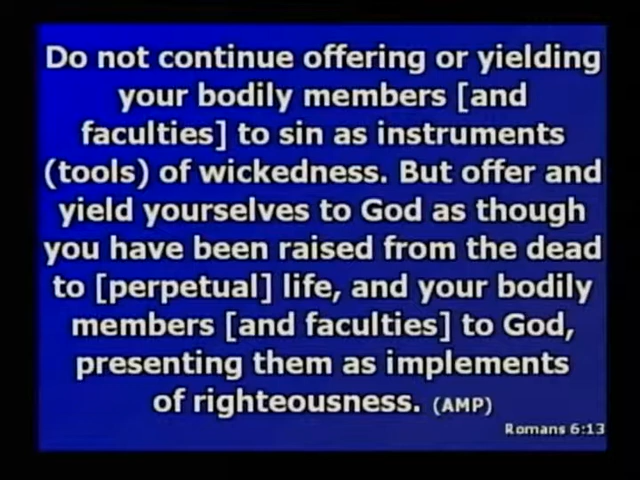 Do not continue offering or yielding
your bodily members [and
faculties] to sin as instruments
(tools) of wickedness. But offer and
yield yourselves to God as though
you have been raised from the dead
to [perpetual] life, and your bodily
members [and faculties] to God,
presenting them as implements
of righteousness. (AMP)
Romans 6:13